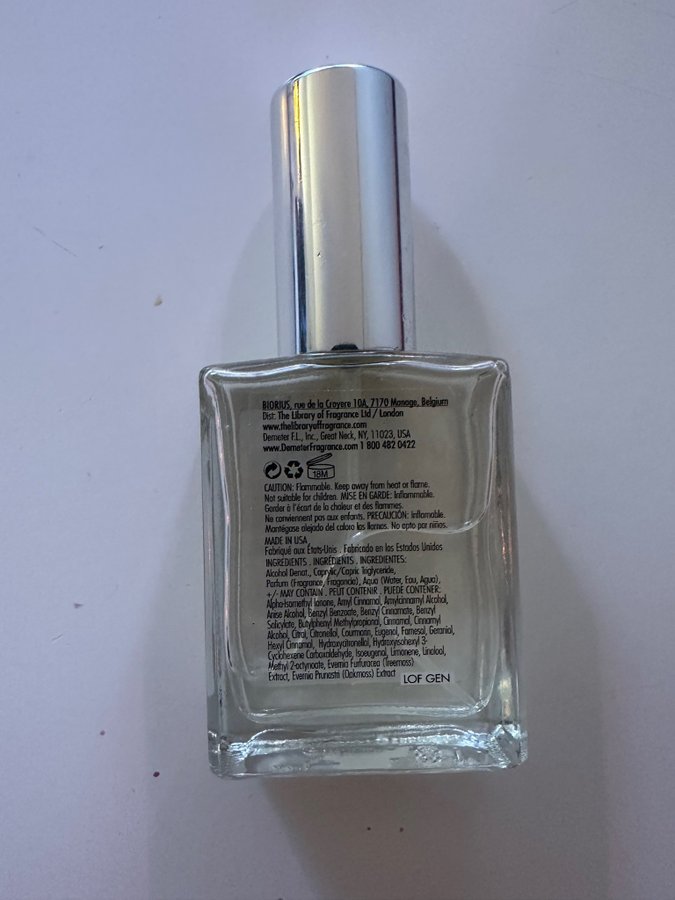 BIORIUS, rue de la Croyere 10A, 7170 Manage, Belgium
Dist: The Library of Fragrance Ltd / London
www.thelibraryoffragrance.com
Demeter F.L., Inc., Great Neck, NY, 11023, USA
www.DemeterFragrance.com 1 800 482 0422
18M
CAUTION: Flammable. Keep away from heat or flame.
Not suitable for children. MISE EN GARDE: Inflammable.
Garder à l'écart de la chaleur et des flammes.
Ne conviennent pas aux enfants. PRECAUCIÓN: Inflamable.
Mantégase alejado del calora las llamas. No apto par niños.
MADE IN USA
Fabriqué aux États-Unis . Fabricado en los Estados Unidos
INGREDIENTS . INGRÉDIENTS . INGREDIENTES:
Alcohol Denat., Caprylic/Capric Triglyceride,
Parfum (Fragrance, Fragancia), Aqua (Water, Eau, Agua),
+/- MAY CONTAIN . PEUT CONTENIR . PUEDE CONTENER:
Alpha-Isomethyl Ionone, Amyl Cinnamal, Amylcinnamyl Alcohol,
Anise Alcohol, Benzyl Benzoate, Benzyl Cinnamate, Benzyl
Salicylate, Butylphenyl Methylpropional, Cinnamal, Cinnamyl
Alcohol, Citral, Citronellol, Coumarin, Eugenol, Farnesol, Geraniol,
Hexyl Cinnamal, Hydroxycitronellal, Hydroxyisohexyl 3-
Cyclohexene Carboxaldehyde, Isoeugenol, Limonene, Linalool,
Methyl 2-octynoate, Evernia Furfuracea (Treemoss)
Extract, Evernia Prunastri (Oakmoss) Extract
LOF GEN